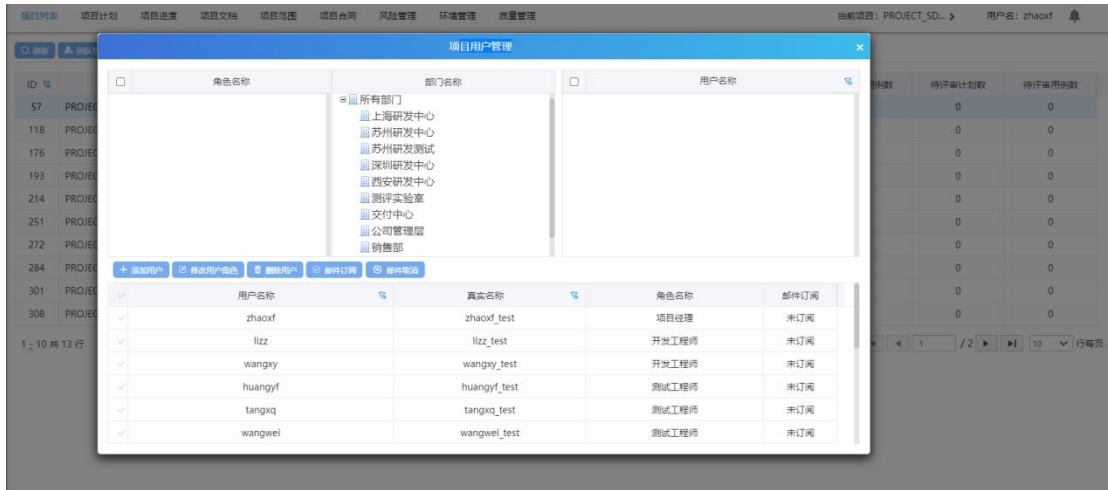 项目列表 项目计划 项目进度 项目文档 项目范围 项目合同 风险管理 环境管理 质量管理 当前项目：PROJECT_SD... 用户名：zhaoxf
项目用户管理 ×
刷新
角色名称 部门名称 用户名称
ID 待评审计划数 待评审用例数
所有部门
57 PROJEC 0 0
上海研发中心
118 PROJEC 0 0
苏州研发中心
苏州研发测试
176 PROJEC 0 0
深圳研发中心
193 PROJEC 0 0
西安研发中心
测评实验室
214 PROJEC 0 0
交付中心
251 PROJEC 0 0
公司管理层
272 PROJEC 0 0
销售部
284 PROJEC 0 0
添加用户 修改用户角色 删除用户 邮件订阅 邮件取消
301 PROJEC 0 0
用户名称 真实名称 角色名称 邮件订阅
308 PROJEC 0 0
zhaoxf zhaoxf_test 项目经理 未订阅
1 - 10 共 13 行 1 / 2 10 行每页
lizz lizz_test 开发工程师 未订阅
wangxy wangxy_test 开发工程师 未订阅
huangyf huangyf_test 测试工程师 未订阅
tangxq tangxq_test 测试工程师 未订阅
wangwei wangwei_test 测试工程师 未订阅